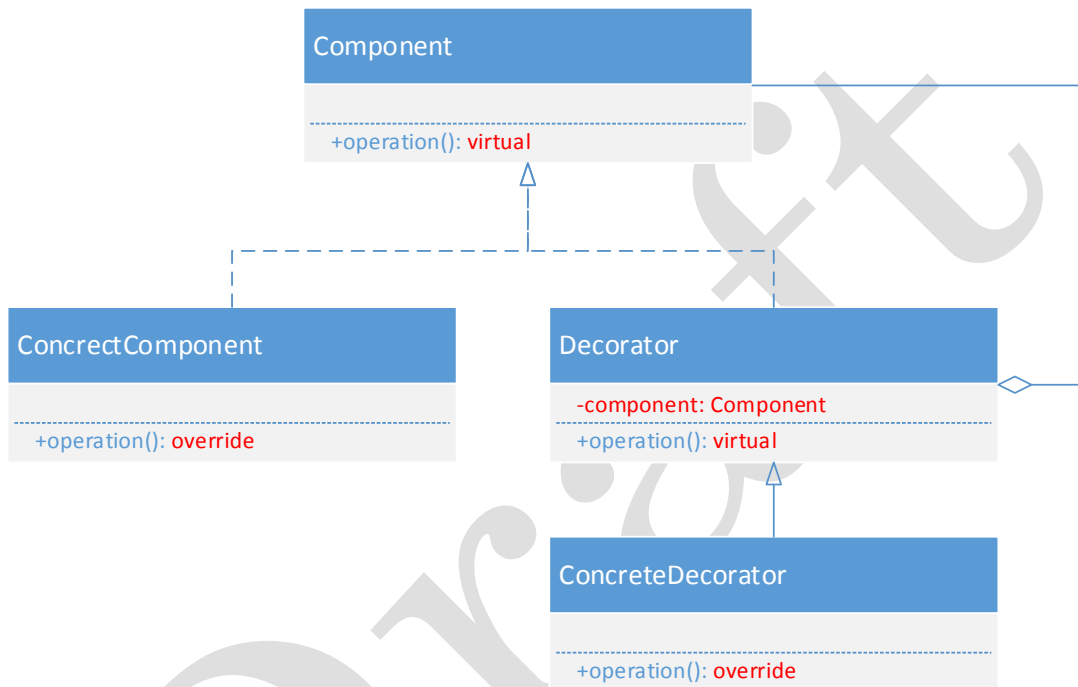 Component
+operation(): virtual
ConcrectComponent
+operation(): override
Decorator
-component: Component
+operation(): virtual
ConcreteDecorator
+operation(): override